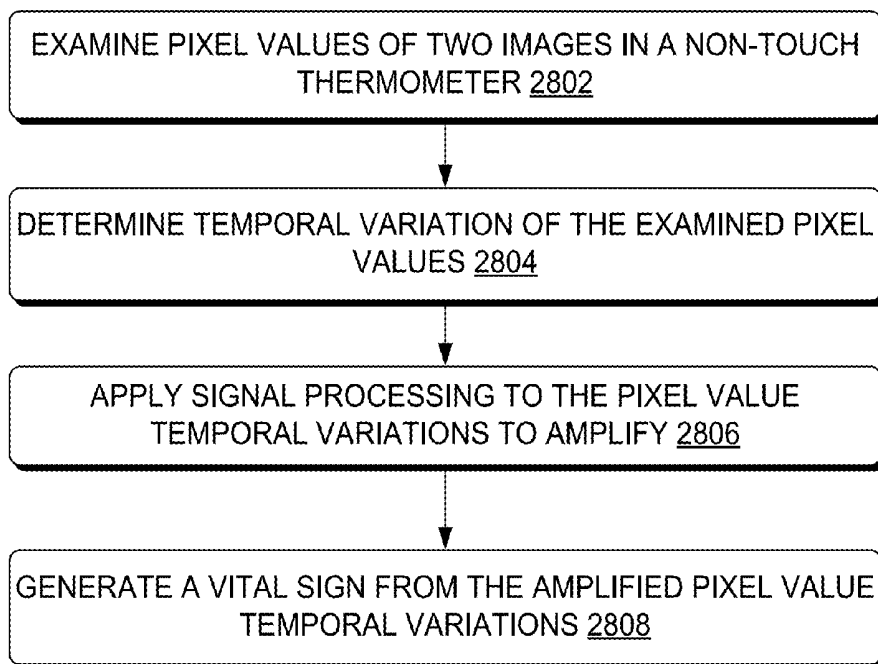 EXAMINE PIXEL VALUES OF TWO IMAGES IN A NON-TOUCH
THERMOMETER 2802
DETERMINE TEMPORAL VARIATION OF THE EXAMINED PIXEL
VALUES 2804
APPLY SIGNAL PROCESSING TO THE PIXEL VALUE
TEMPORAL VARIATIONS TO AMPLIFY 2806
GENERATE A VITAL SIGN FROM THE AMPLIFIED PIXEL VALUE
TEMPORAL VARIATIONS 2808